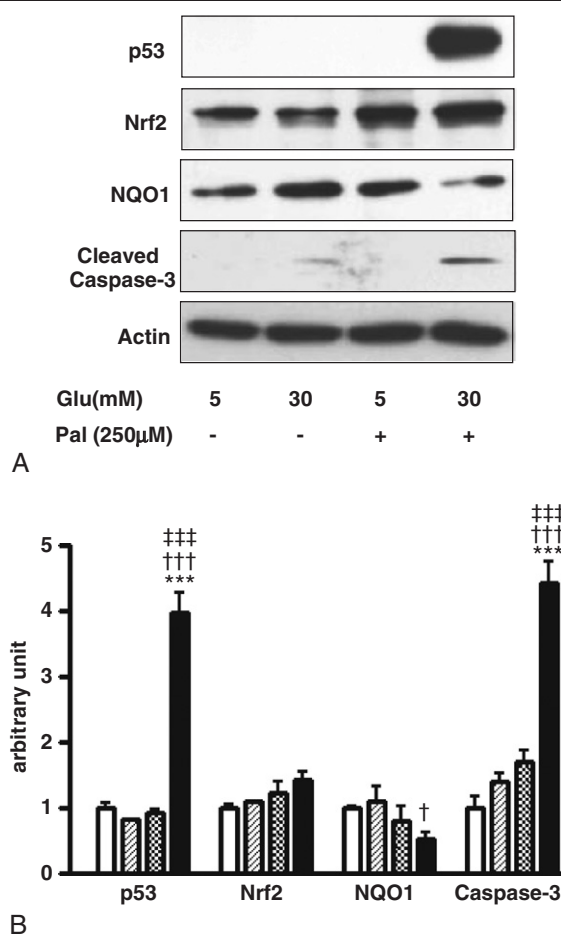 p53
Nrf2
NQO1
Cleaved
Caspase-3
Actin
Glu(mM) 5 30 5 30
Pal (250μM) - - + +
A
‡‡‡ ‡‡‡
††† †††
*** ***
5
4
3
2
1
0
arbitrary unit
†
p53 Nrf2 NQO1 Caspase-3
B